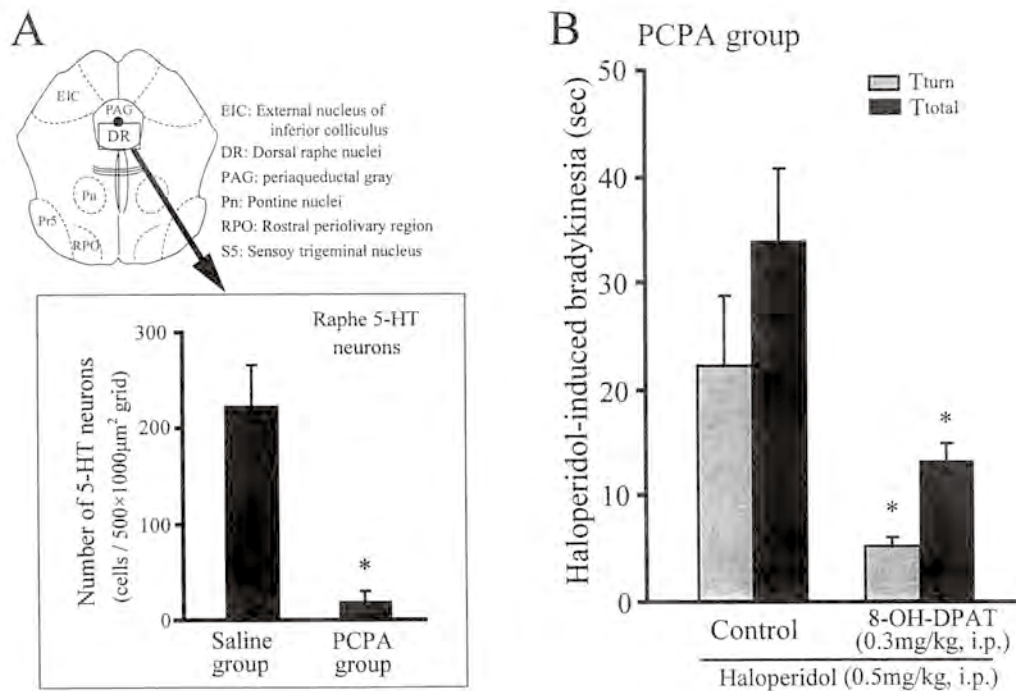 A
EIC
PAG
DR
Pn
Pr5
RPO
EIC: External nucleus of
inferior colliculus
DR: Dorsal raphe nuclei
PAG: periaqueductal gray
Pn: Pontine nuclei
RPO: Rostral periolivary region
S5: Sensoy trigeminal nucleus
Raphe 5-HT
neurons
Number of 5-HT neurons
(cells / 500×1000µm² grid)
300
200
100
0
*
Saline
group
PCPA
group
B
PCPA group
Tturn
Ttotal
Haloperidol-induced bradykinesia (sec)
50
40
30
20
10
0
*
*
Control
8-OH-DPAT
(0.3mg/kg, i.p.)
Haloperidol (0.5mg/kg, i.p.)